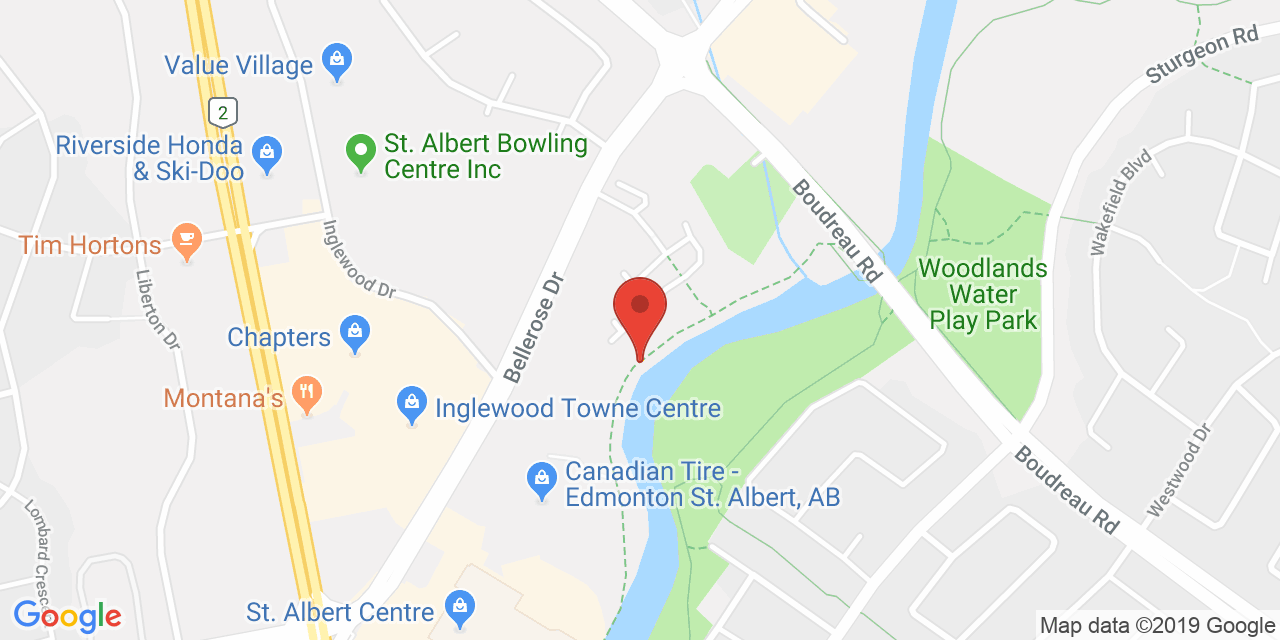 Sturgeon Rd
Value Village
2
Riverside Honda
& Ski-Doo
St. Albert Bowling
Centre Inc
Wakefield Blvd
Boudreau Rd
Tim Hortons
Inglewood Dr
Liberton Dr
Woodlands
Water
Play Park
Chapters
Bellerose Dr
Montana's
Inglewood Towne Centre
Canadian Tire -
Edmonton St. Albert, AB
Boudreau Rd
Westwood Dr
Lombard Cresce
St. Albert Centre
Google
Map data ©2019 Google